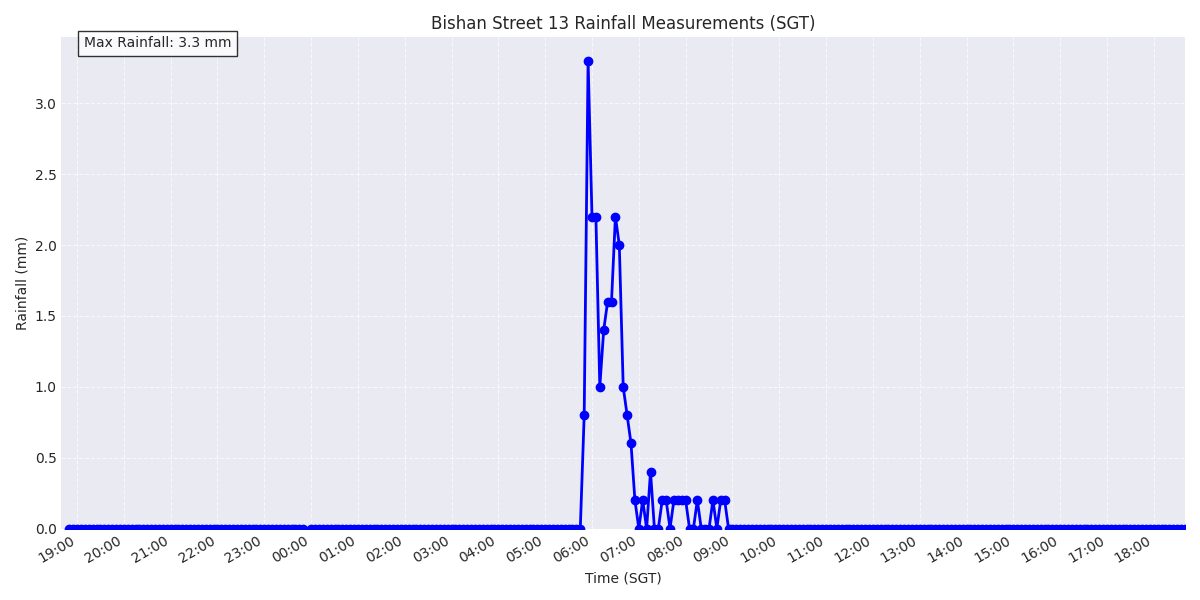 Bishan Street 13 Rainfall Measurements (SGT)
Max Rainfall: 3.3 mm
Rainfall (mm)
3.0
2.5
2.0
1.5
1.0
0.5
0.0
19:00 20:00 21:00 22:00 23:00 00:00 01:00 02:00 03:00 04:00 05:00 06:00 07:00 08:00 09:00 10:00 11:00 12:00 13:00 14:00 15:00 16:00 17:00 18:00
Time (SGT)